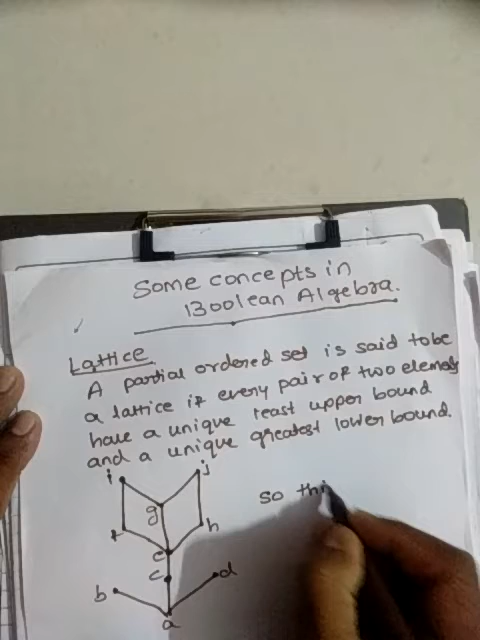 Some concepts in
Boolean Algebra.
Lattice
A partial ordered set is said to be
a lattice if every pair of two elements
have a unique least upper bound
and a unique greatest lower bound.
i
j
g
f
h
e
c
b
d
a
so thi